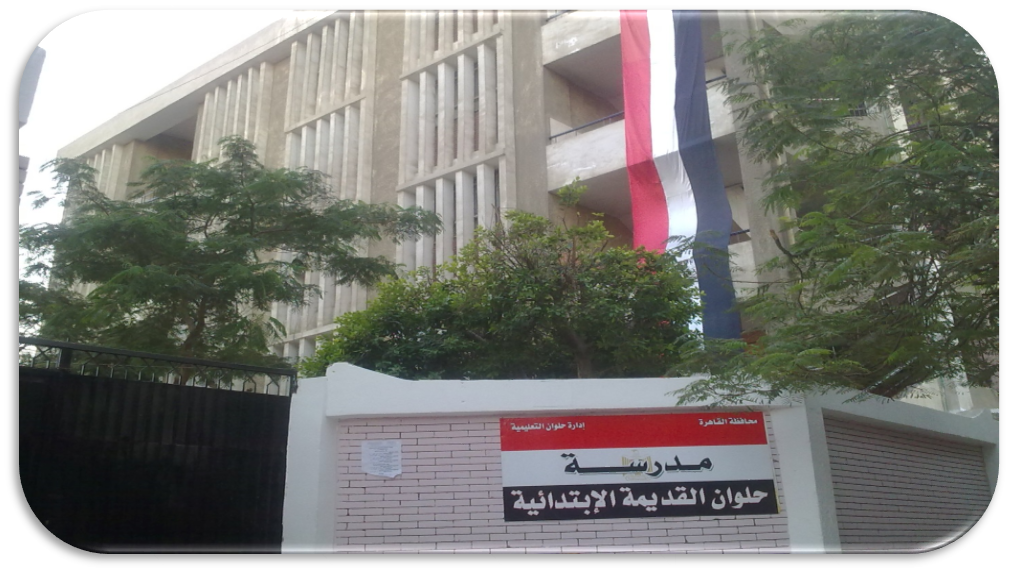 محافظة القاهرة إدارة حلوان التعليمية
مدرسة
حلوان القديمة الإبتدائية